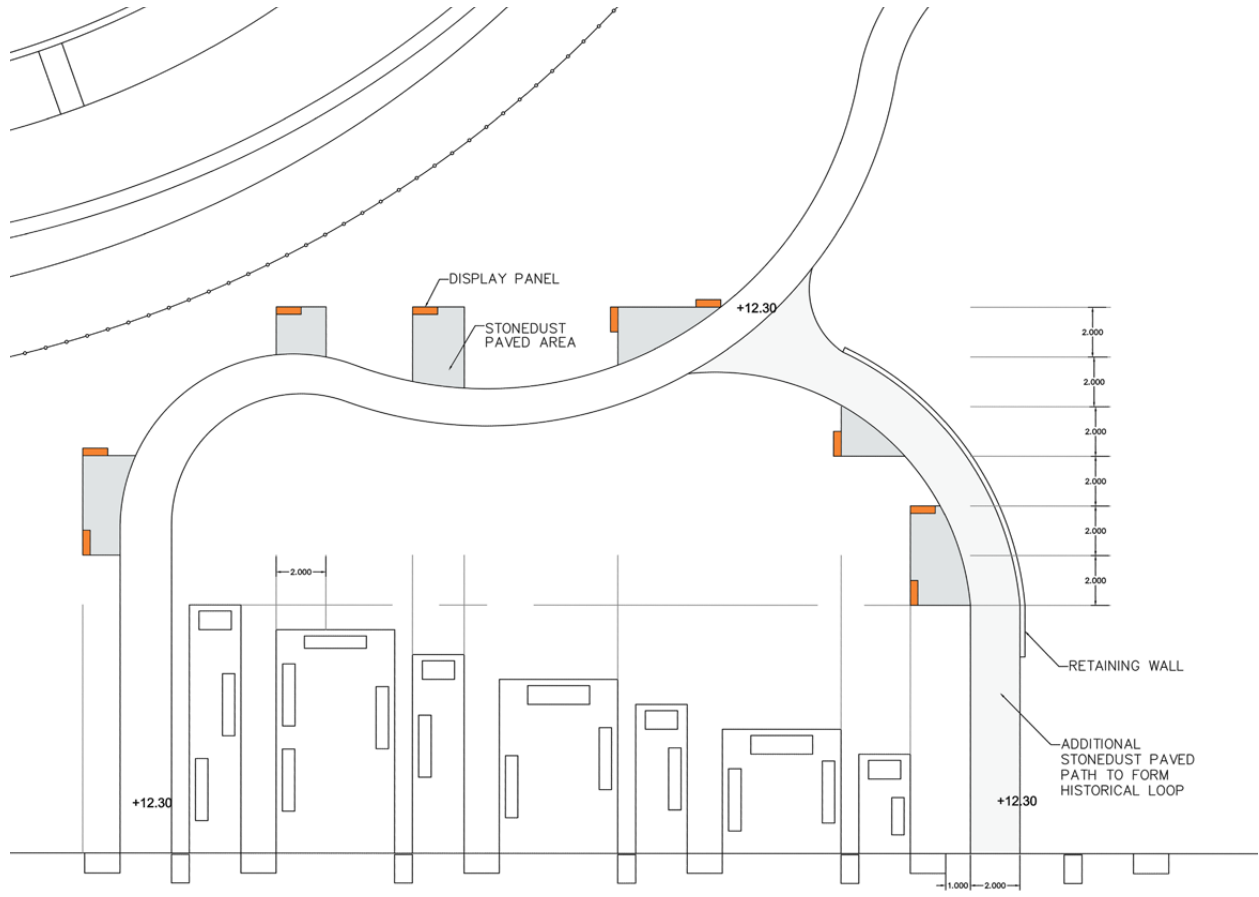 DISPLAY PANEL
+12.30
STONEDUST
PAVED AREA
2.000
2.000
2.000
2.000
2.000
2.000
2.000
RETAINING WALL
ADDITIONAL
STONEDUST PAVED
PATH TO FORM
HISTORICAL LOOP
+12.30
+12.30
1.000
2.000